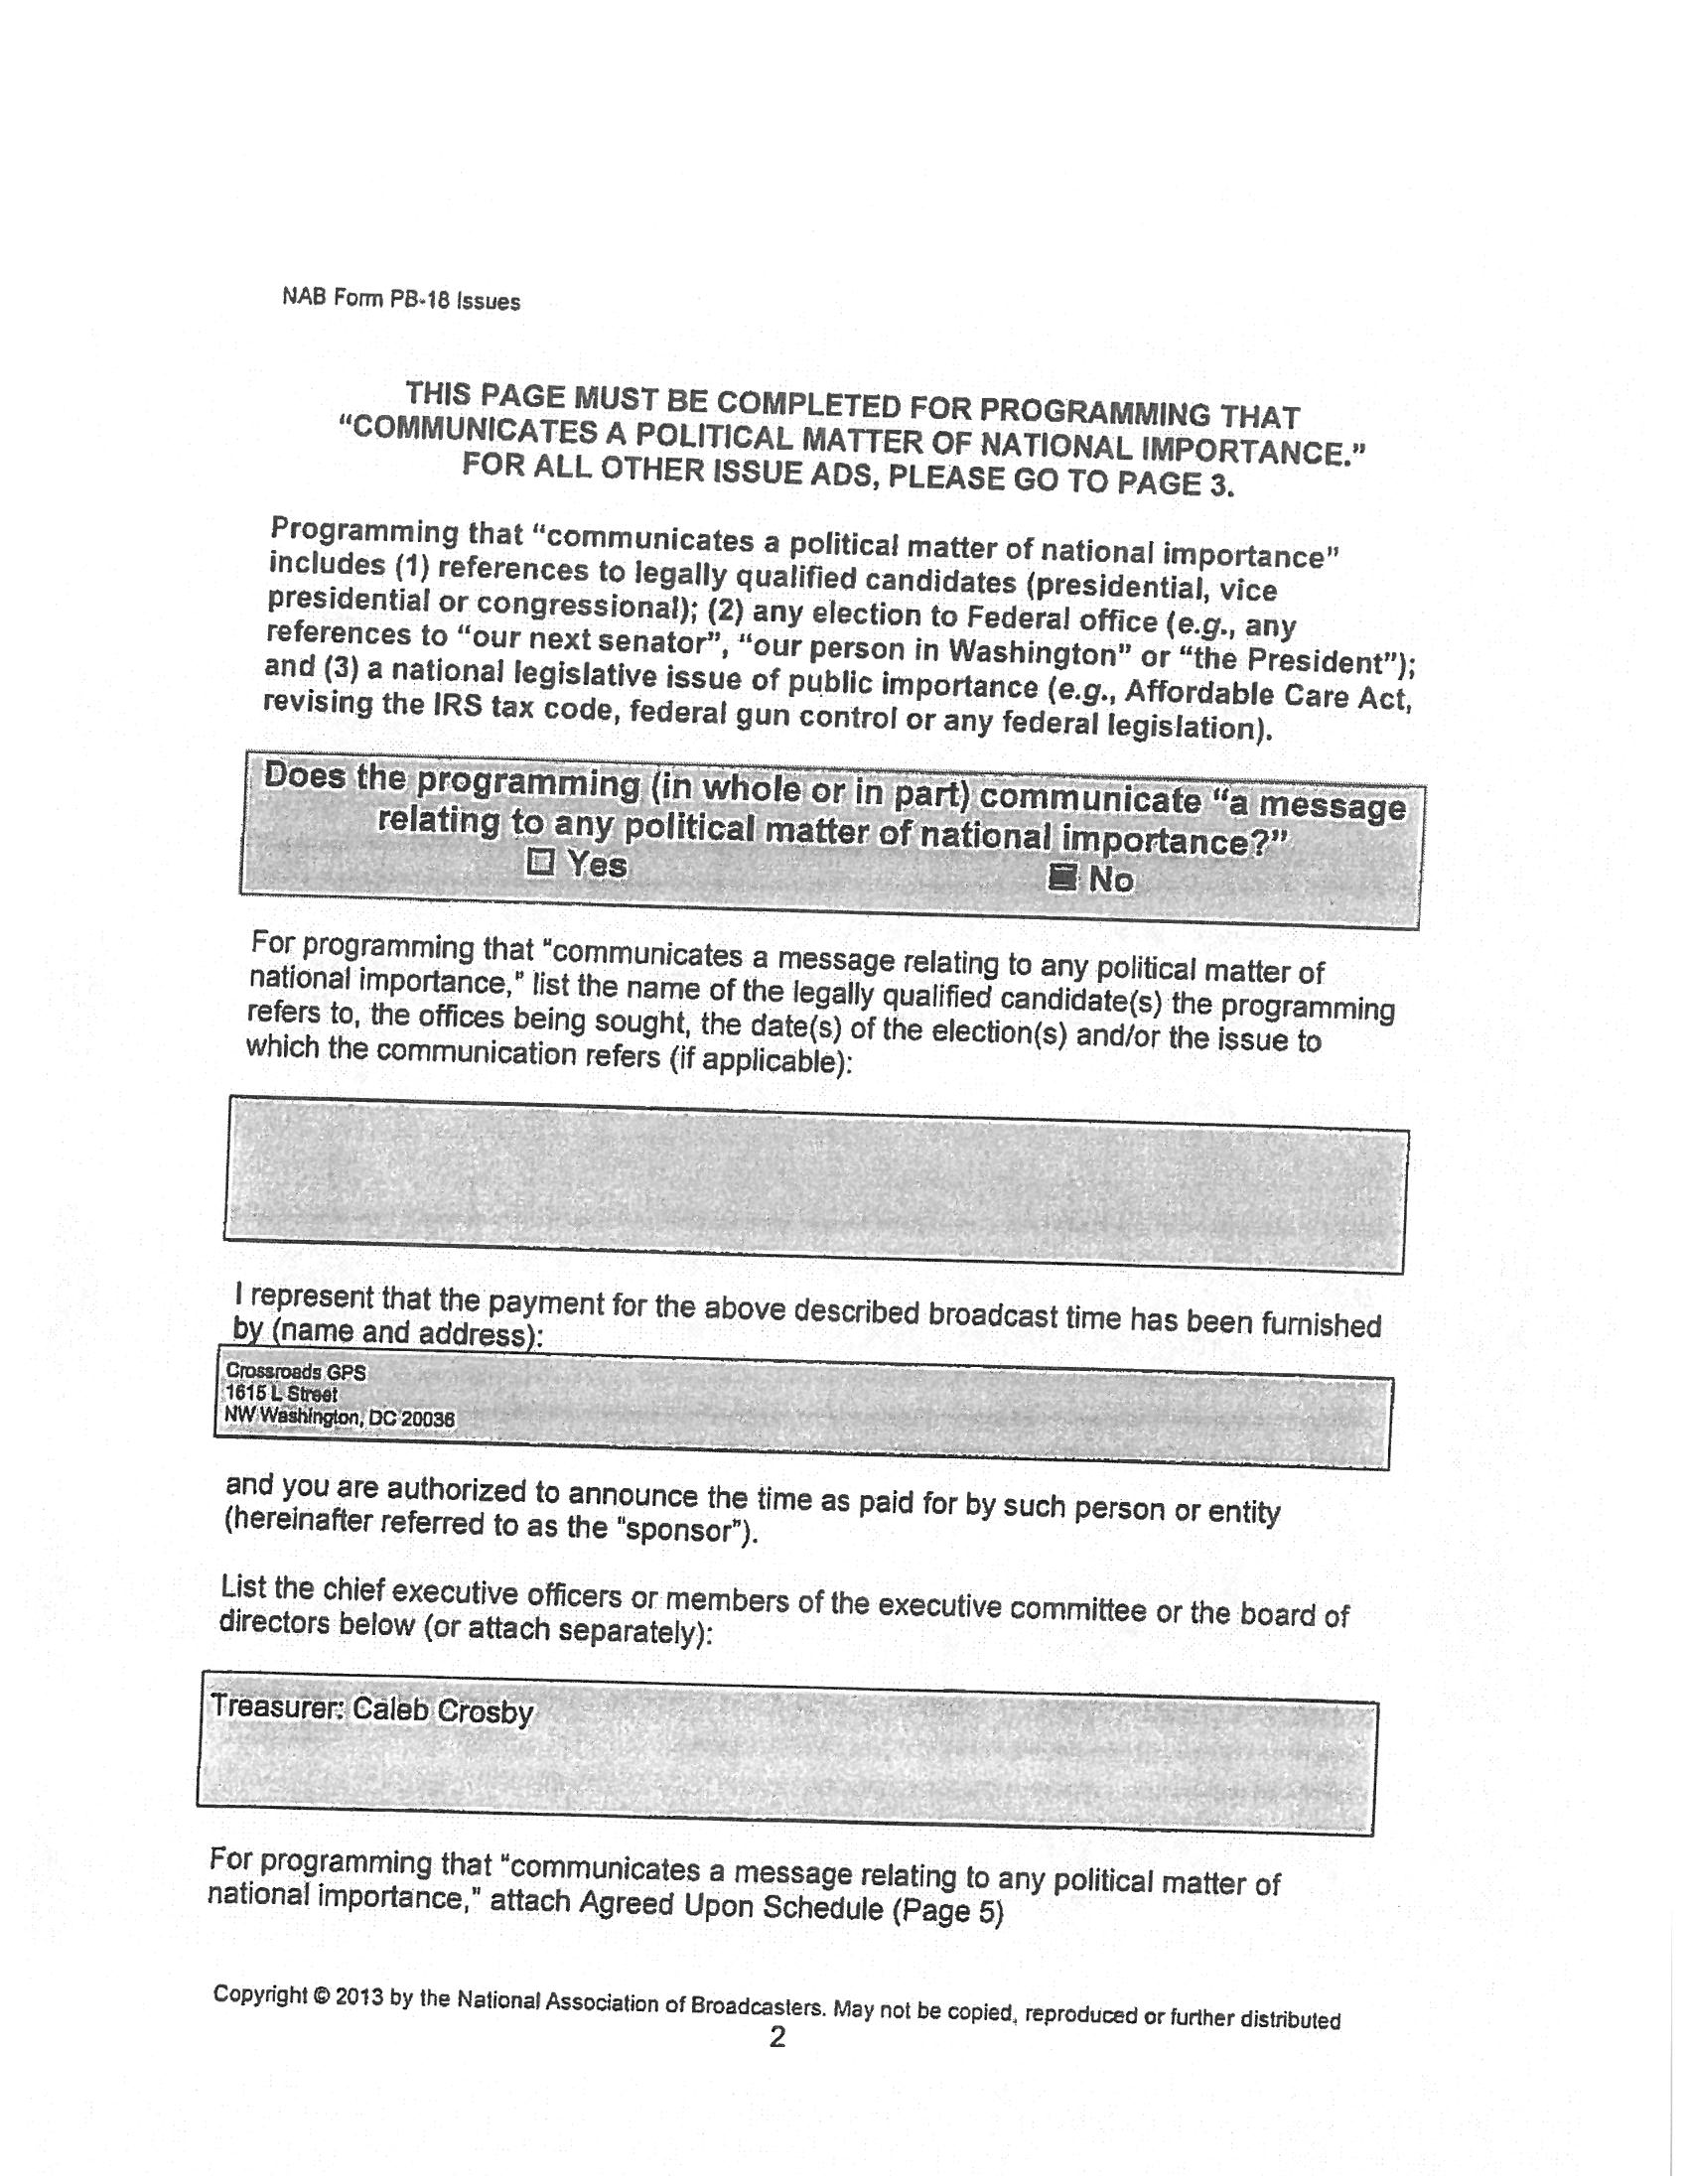 NAB Form PB-18 Issues
THIS PAGE MUST BE COMPLETED FOR PROGRAMMING THAT
“COMMUNICATES A POLITICAL MATTER OF NATIONAL IMPORTANCE.”
FOR ALL OTHER ISSUE ADS, PLEASE GO TO PAGE 3.
Programming that “communicates a political matter of national importance”
includes (1) references to legally qualified candidates (presidential, vice
presidential or congressional); (2) any election to Federal office (e.g., any
references to “our next senator”, “our person in Washington” or “the President”);
and (3) a national legislative issue of public importance (e.g., Affordable Care Act,
revising the IRS tax code, federal gun control or any federal legislation).
Does the programming (in whole or in part) communicate “a message
relating to any political matter of national importance?”
☐ Yes ☒ No
For programming that "communicates a message relating to any political matter of
national importance," list the name of the legally qualified candidate(s) the programming
refers to, the offices being sought, the date(s) of the election(s) and/or the issue to
which the communication refers (if applicable):
I represent that the payment for the above described broadcast time has been furnished
by (name and address):
Crossroads GPS
1615 L Street
NW Washington, DC 20036
and you are authorized to announce the time as paid for by such person or entity
(hereinafter referred to as the "sponsor").
List the chief executive officers or members of the executive committee or the board of
directors below (or attach separately):
Treasurer: Caleb Crosby
For programming that "communicates a message relating to any political matter of
national importance," attach Agreed Upon Schedule (Page 5)
Copyright © 2013 by the National Association of Broadcasters. May not be copied, reproduced or further distributed
2